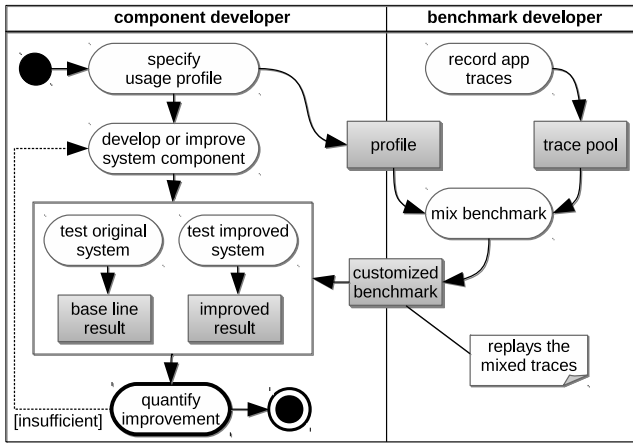 component developer
benchmark developer
specify
usage profile
record app
traces
develop or improve
system component
profile
trace pool
mix benchmark
test original
system
test improved
system
base line
result
improved
result
customized
benchmark
replays the
mixed traces
quantify
improvement
[insufficient]